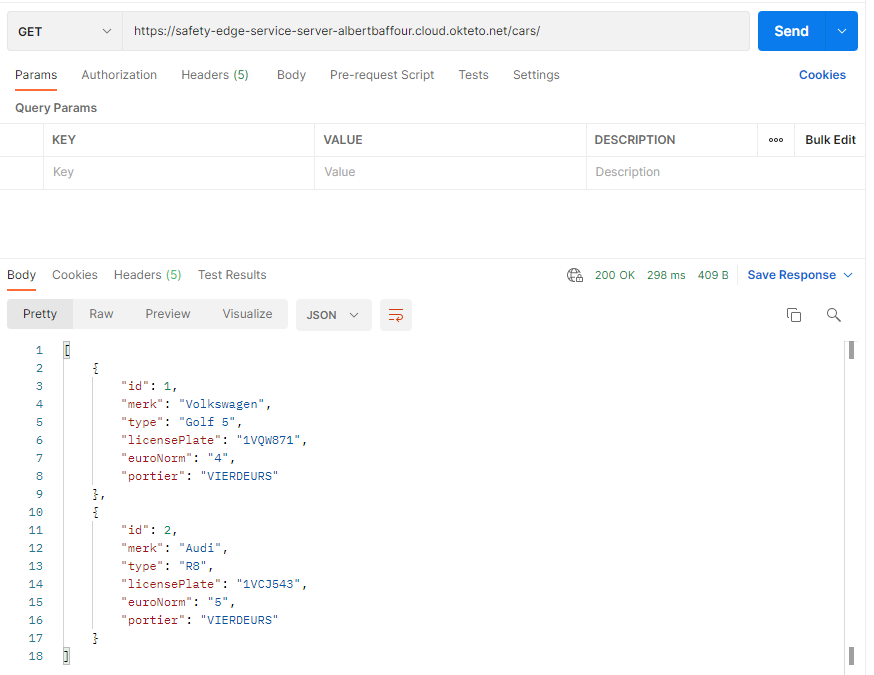 GET https://safety-edge-service-server-albertbaffour.cloud.okteto.net/cars/ Send
Params Authorization Headers (5) Body Pre-request Script Tests Settings Cookies
Query Params
KEY VALUE DESCRIPTION ooo Bulk Edit
Key Value Description
Body Cookies Headers (5) Test Results 200 OK 298 ms 409 B Save Response
Pretty Raw Preview Visualize JSON
1 [
2 {
3 "id": 1,
4 "merk": "Volkswagen",
5 "type": "Golf 5",
6 "licensePlate": "1VQW871",
7 "euroNorm": "4",
8 "portier": "VIERDEURS"
9 },
10 {
11 "id": 2,
12 "merk": "Audi",
13 "type": "R8",
14 "licensePlate": "1VCJ543",
15 "euroNorm": "5",
16 "portier": "VIERDEURS"
17 }
18 ]